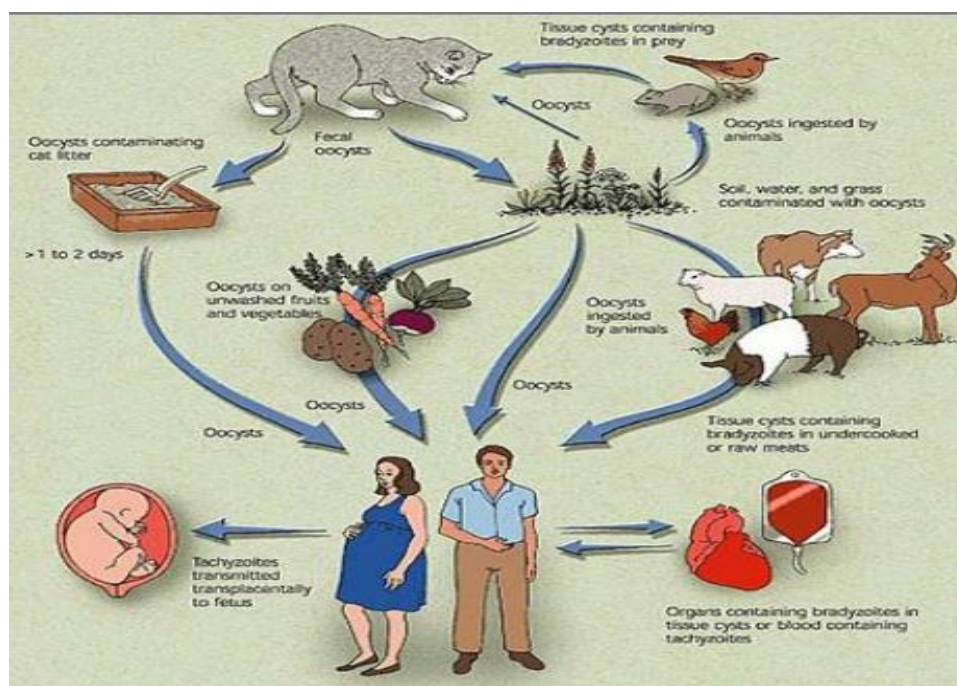 Tissue cysts containing
bradyzoites in prey
Oocysts
Oocysts ingested by
animals
Fecal
oocysts
Oocysts contaminating
cat litter
Soil, water, and grass
contaminated with oocysts
>1 to 2 days
Oocysts on
unwashed fruits
and vegetables
Oocysts
ingested
by animals
Oocysts
Oocysts
Oocysts
Tissue cysts containing
bradyzoites in undercooked
or raw meats
Tachyzoites
transmitted
transplacentally
to fetus
Organs containing bradyzoites in
tissue cysts or blood containing
tachyzoites